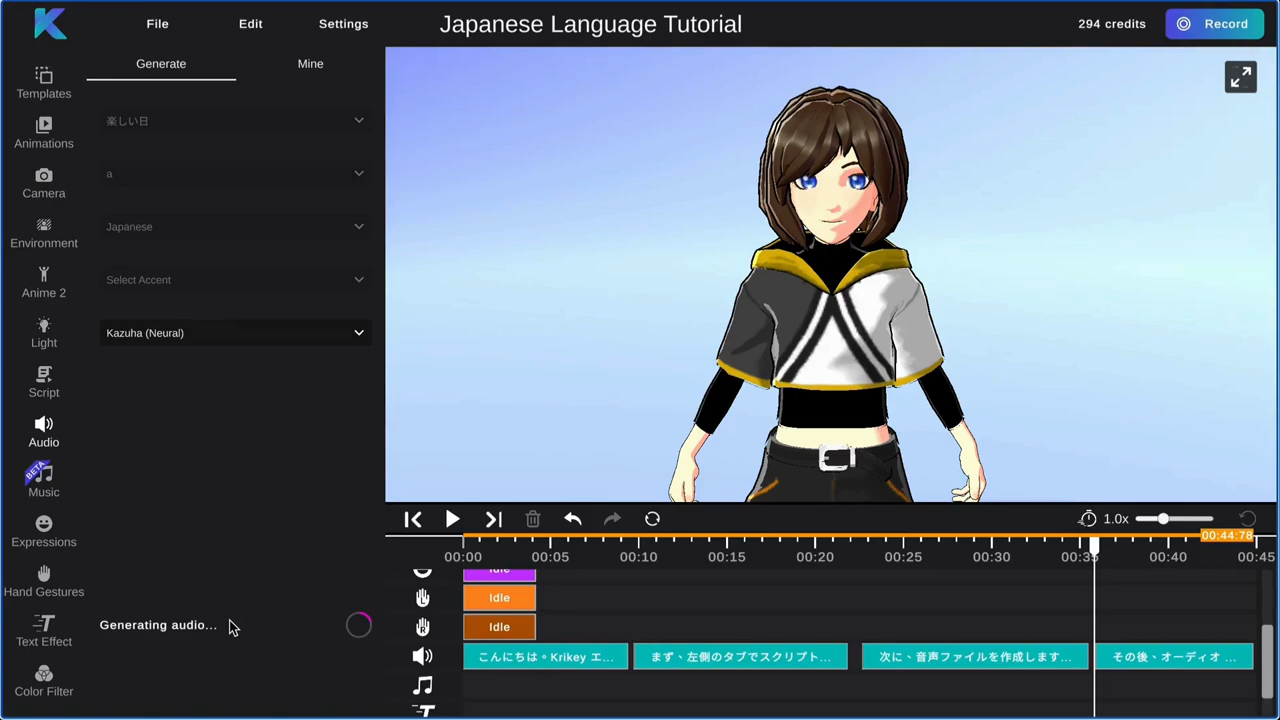 File
Edit
Settings
Japanese Language Tutorial
294 credits
Record
Generate
Mine
Templates
Animations
Camera
Environment
Anime 2
Light
Script
Audio
BETA
Music
Expressions
Hand Gestures
Text Effect
Color Filter
楽しい日
a
Japanese
Select Accent
Kazuha (Neural)
Generating audio...
1.0x
00:44:78
00:00
00:05
00:10
00:15
00:20
00:25
00:30
00:35
00:40
00:45
Idle
L
Idle
R
Idle
こんにちは。Krikey エ...
まず、左側のタブでスクリプト...
次に、音声ファイルを作成します...
その後、オーディオ ...